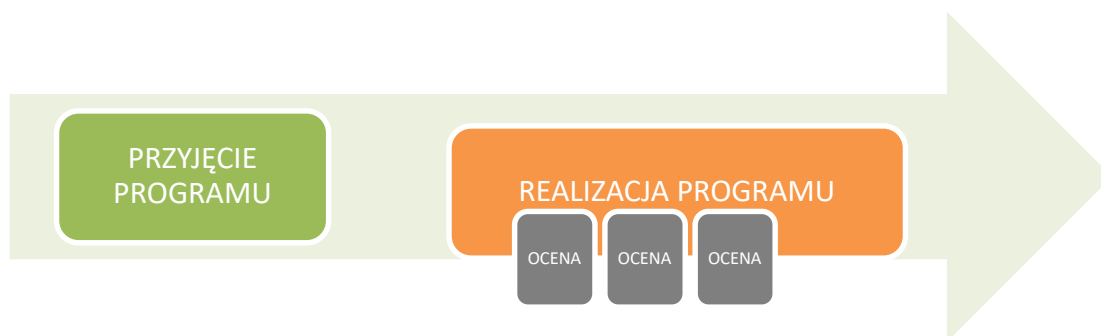 PRZYJĘCIE
PROGRAMU
REALIZACJA PROGRAMU
OCENA
OCENA
OCENA